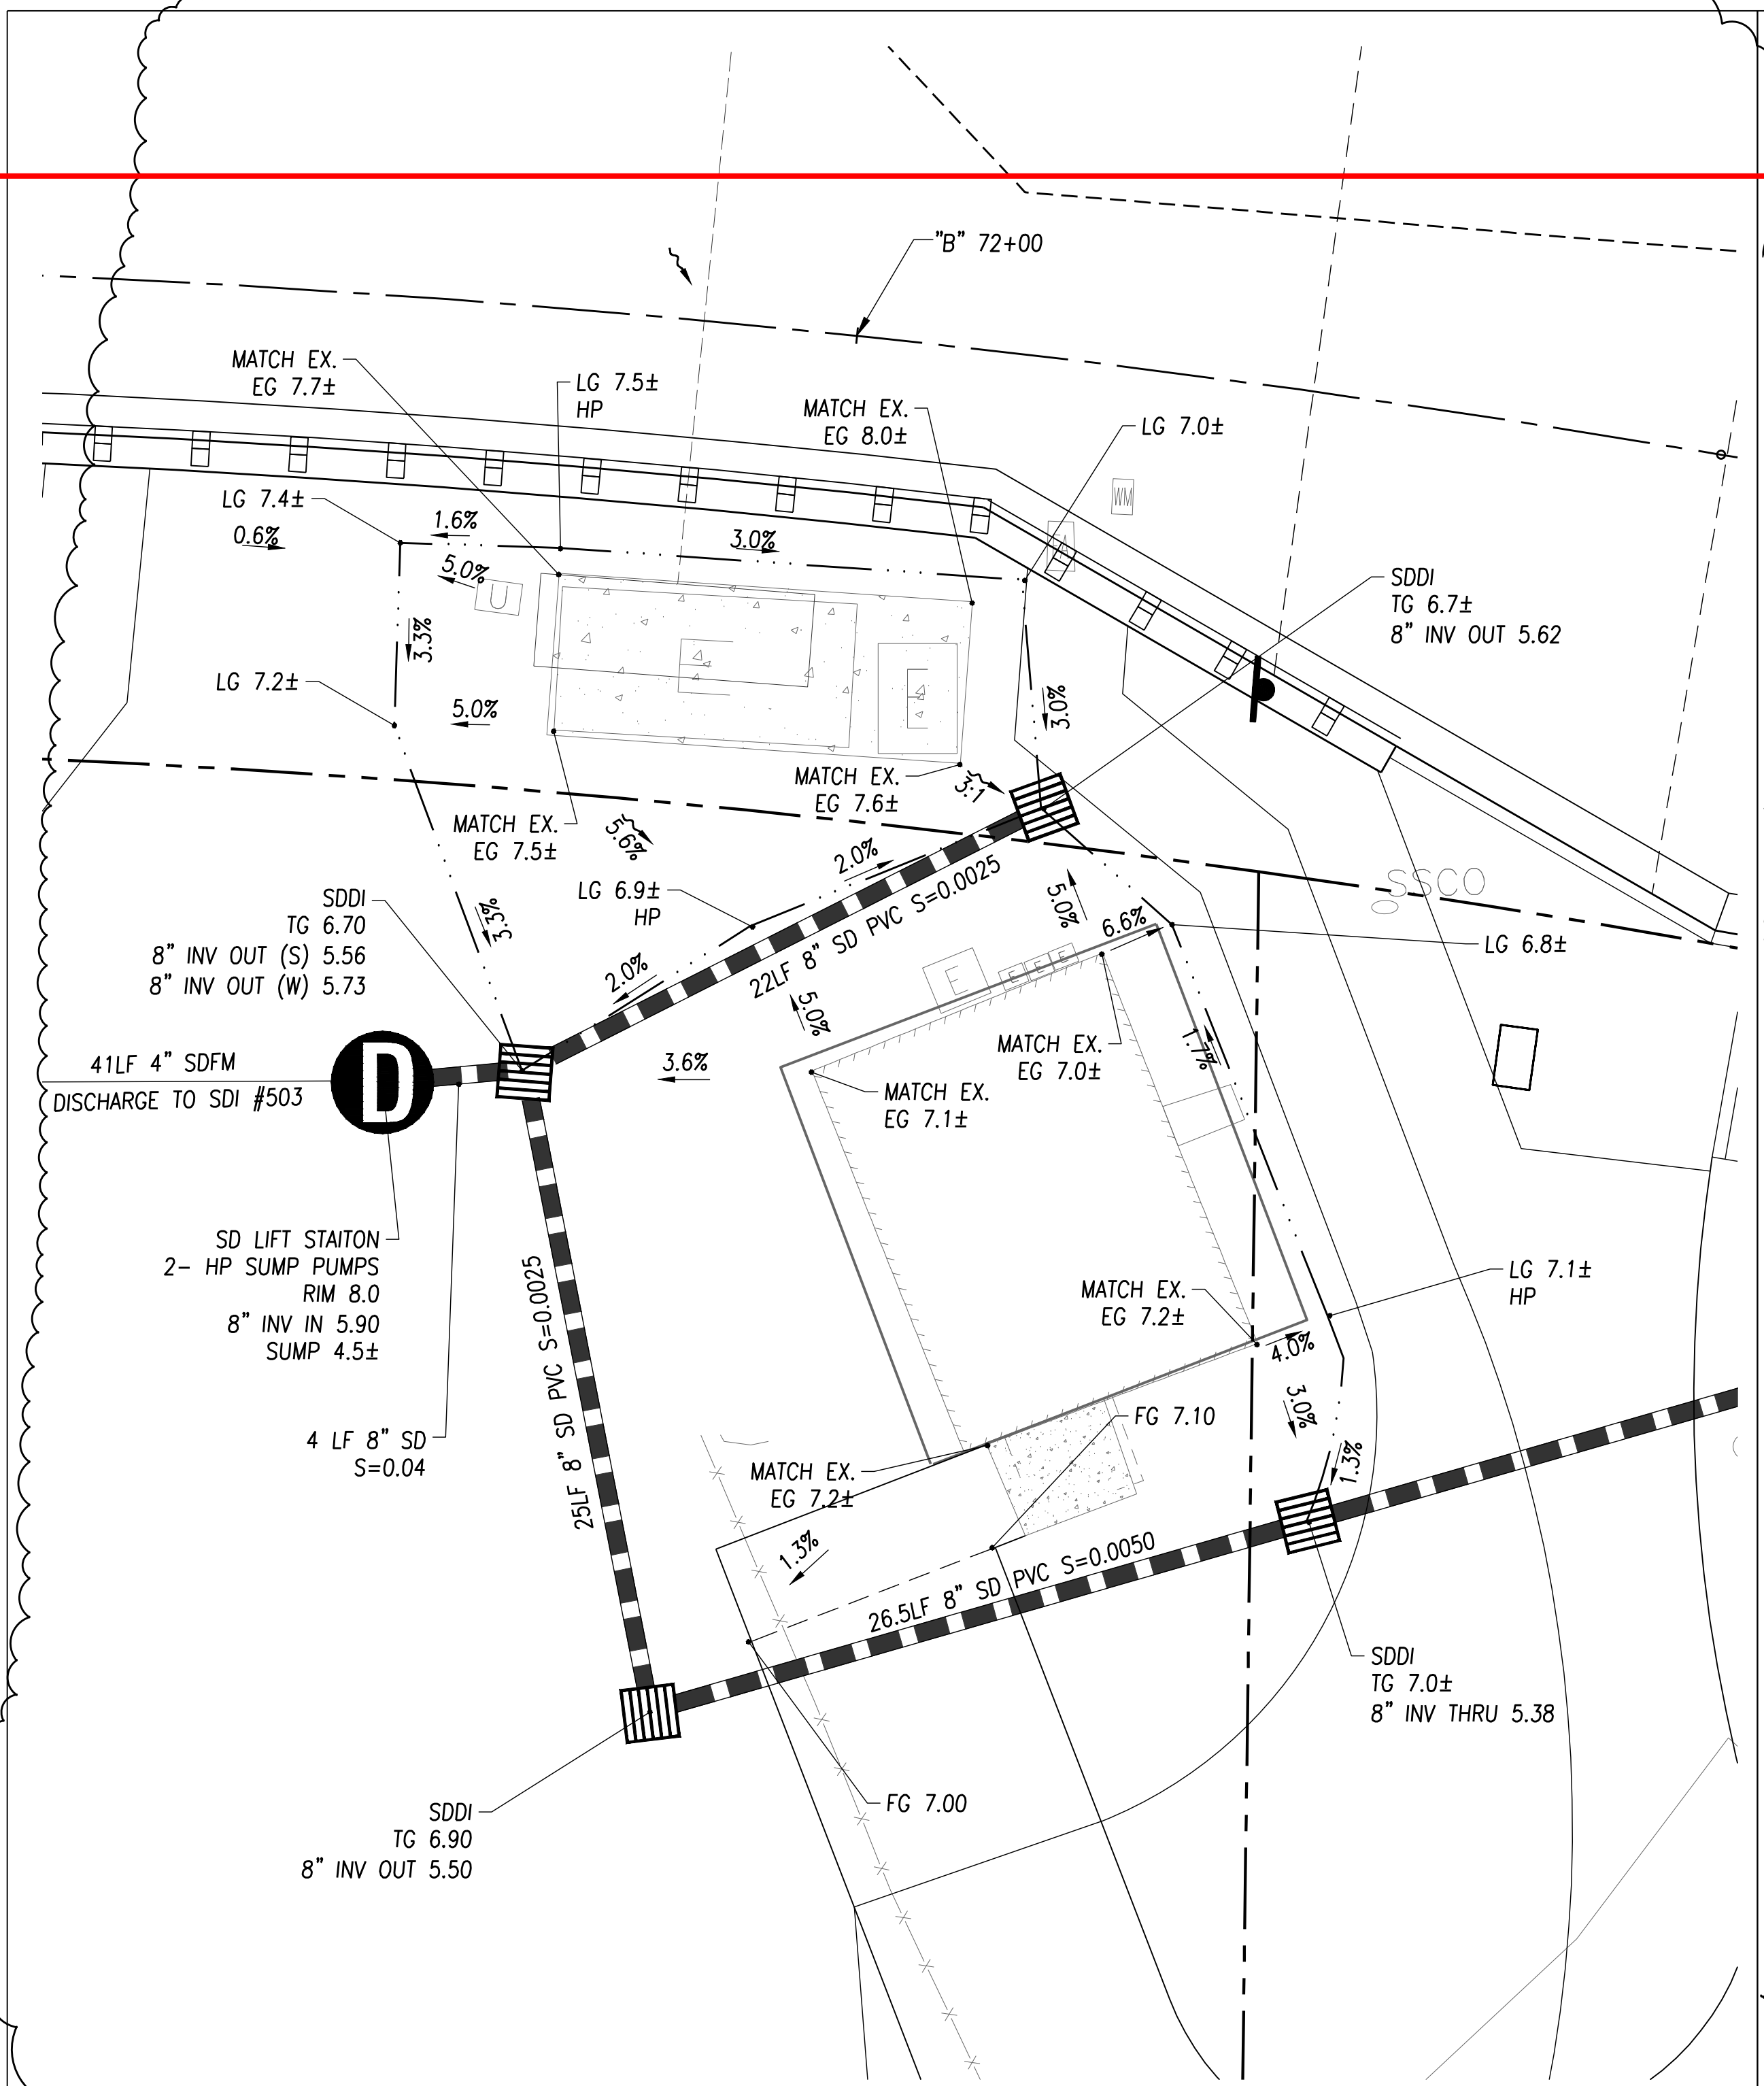 "B" 72+00
MATCH EX.
EG 7.7±
LG 7.5±
HP
MATCH EX.
EG 8.0±
LG 7.0±
WM
LG 7.4±
0.6%
1.6%
3.0%
5.0%
U
3.3%
E
E
SDDI
TG 6.7±
8" INV OUT 5.62
LG 7.2±
5.0%
3.0%
MATCH EX.
EG 7.6±
3:1
MATCH EX.
EG 7.5±
5.6%
2.0%
SSCO
SDDI
TG 6.70
8" INV OUT (S) 5.56
8" INV OUT (W) 5.73
3.3%
LG 6.9±
HP
22LF 8" SD PVC S=0.0025
5.0%
6.6%
LG 6.8±
2.0%
E
E
E
E
5.0%
41LF 4" SDFM
DISCHARGE TO SDI #503
D
3.6%
MATCH EX.
EG 7.0±
1.7%
MATCH EX.
EG 7.1±
SD LIFT STAITON
2- HP SUMP PUMPS
RIM 8.0
8" INV IN 5.90
SUMP 4.5±
25LF 8" SD PVC S=0.0025
MATCH EX.
EG 7.2±
4.0%
LG 7.1±
HP
4 LF 8" SD
S=0.04
MATCH EX.
EG 7.2±
FG 7.10
3.0%
1.3%
1.3%
26.5LF 8" SD PVC S=0.0050
SDDI
TG 7.0±
8" INV THRU 5.38
FG 7.00
SDDI
TG 6.90
8" INV OUT 5.50